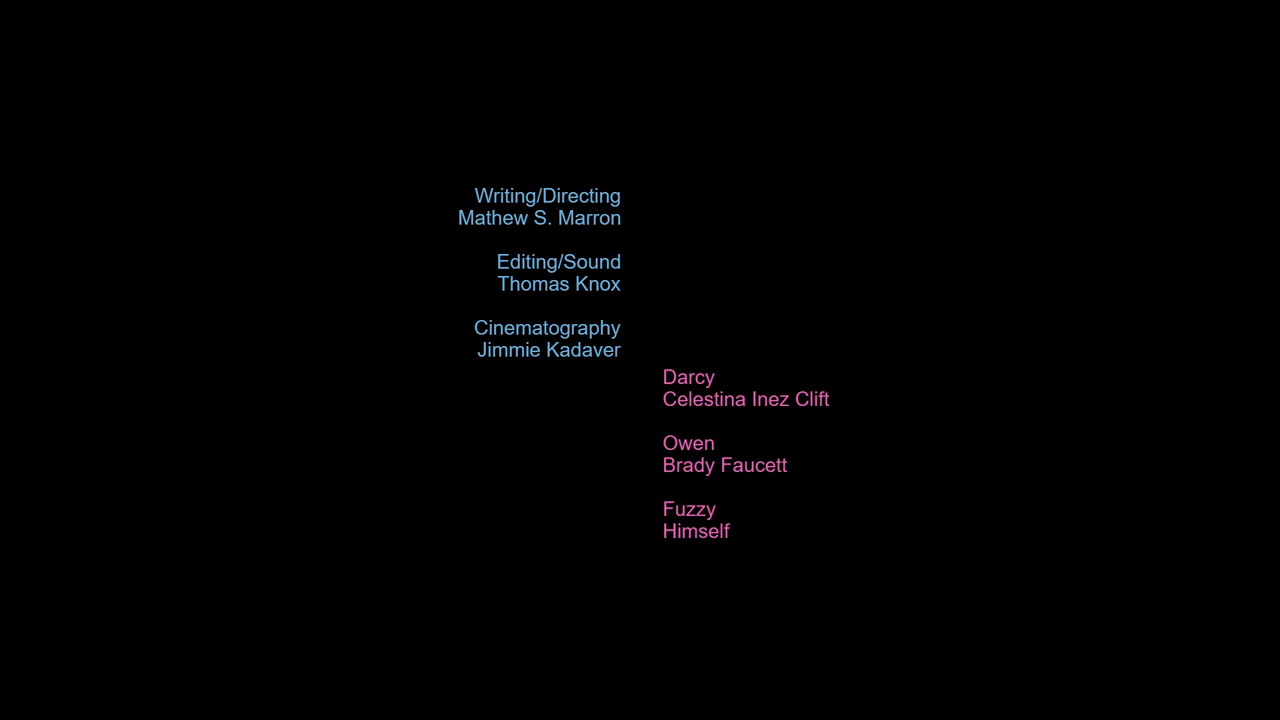 Writing/Directing
Mathew S. Marron
Editing/Sound
Thomas Knox
Cinematography
Jimmie Kadaver
Darcy
Celestina Inez Clift
Owen
Brady Faucett
Fuzzy
Himself